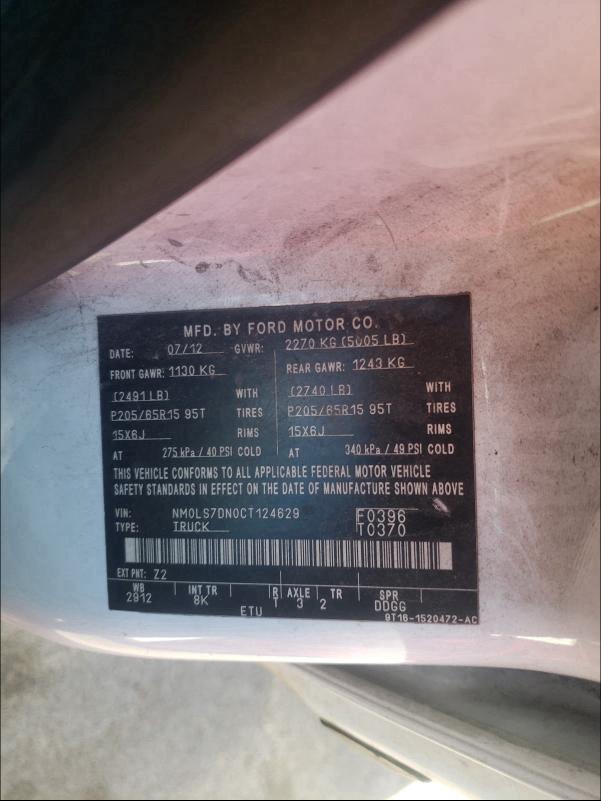 MFD. BY FORD MOTOR CO.
DATE: 07/12 GVWR: 2270 KG (5005 LB)
FRONT GAWR: 1130 KG REAR GAWR: 1243 KG
(2491 LB) WITH (2740 LB) WITH
P205/65R15 95T TIRES P205/65R15 95T TIRES
15X6J RIMS 15X6J RIMS
AT 275 kPa / 40 PSI COLD AT 340 kPa / 49 PSI COLD
THIS VEHICLE CONFORMS TO ALL APPLICABLE FEDERAL MOTOR VEHICLE
SAFETY STANDARDS IN EFFECT ON THE DATE OF MANUFACTURE SHOWN ABOVE
VIN: NM0LS7DN0CT124629 F0396
TYPE: TRUCK T0370
EXT PNT: Z2
WB INT TR R AXLE TR SPR
2912 8K T 3 2 DDGG
ETU 9T16-1520472-AC